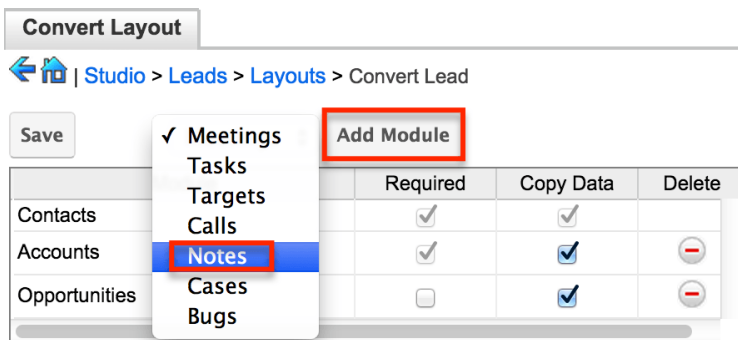 Convert Layout
| Studio > Leads > Layouts > Convert Lead
Save
✓ Meetings
Add Module
Tasks
Targets
Calls
Notes
Cases
Bugs
Required Copy Data Delete
Contacts
Accounts
Opportunities